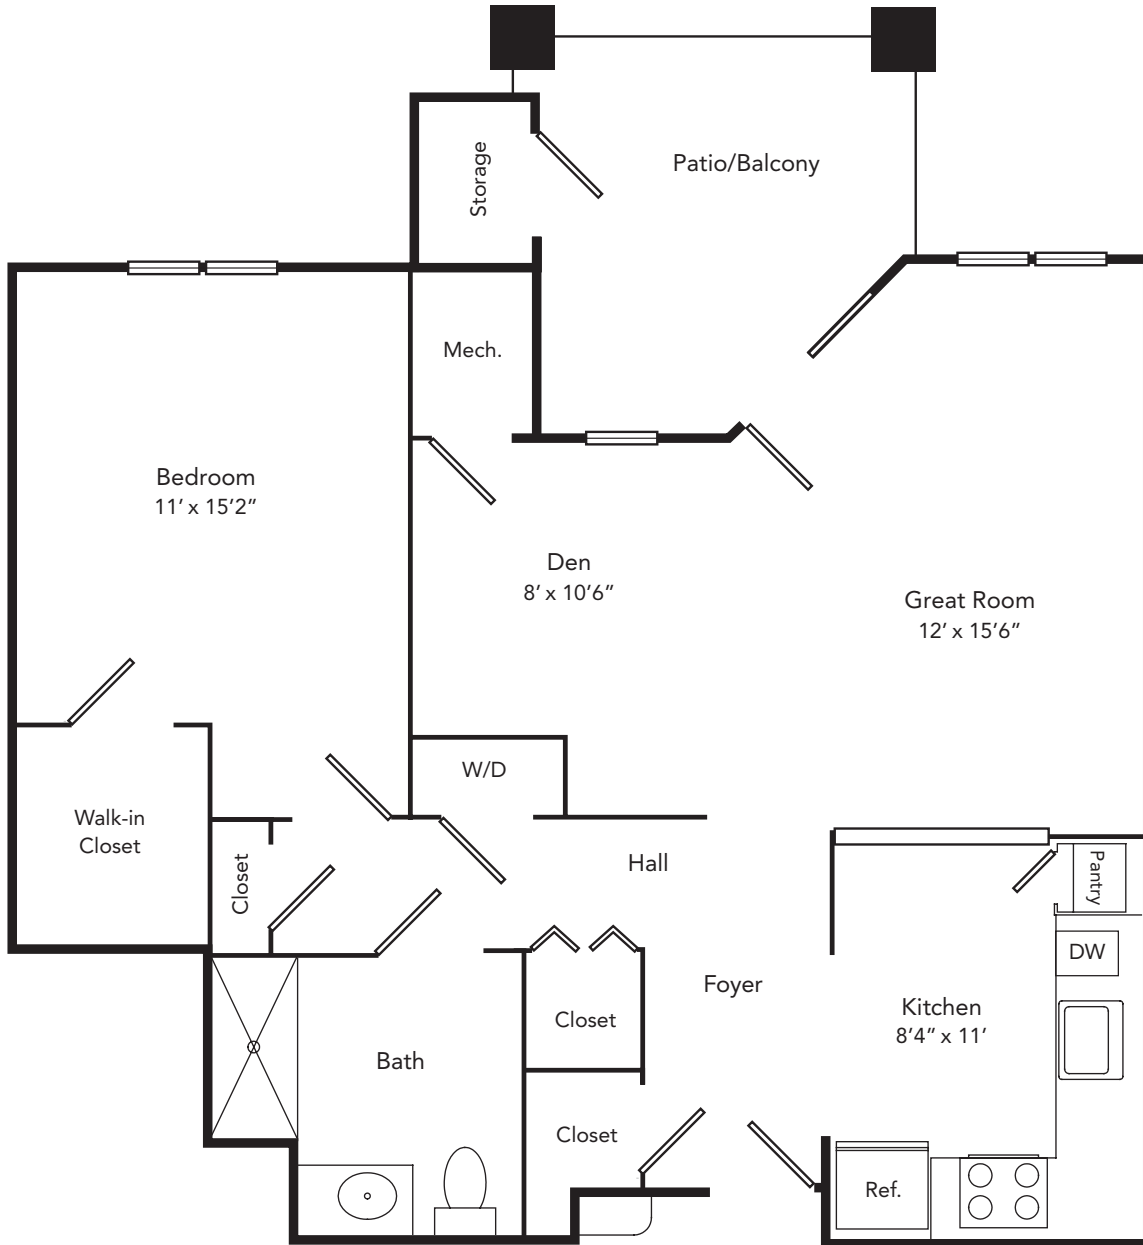 Patio/Balcony
Storage
Mech.
Bedroom
11’ x 15’2”
Den
8’ x 10’6”
Great Room
12’ x 15’6”
W/D
Walk-in
Closet
Closet
Hall
Pantry
DW
Foyer
Kitchen
8’4” x 11’
Closet
Bath
Closet
Ref.